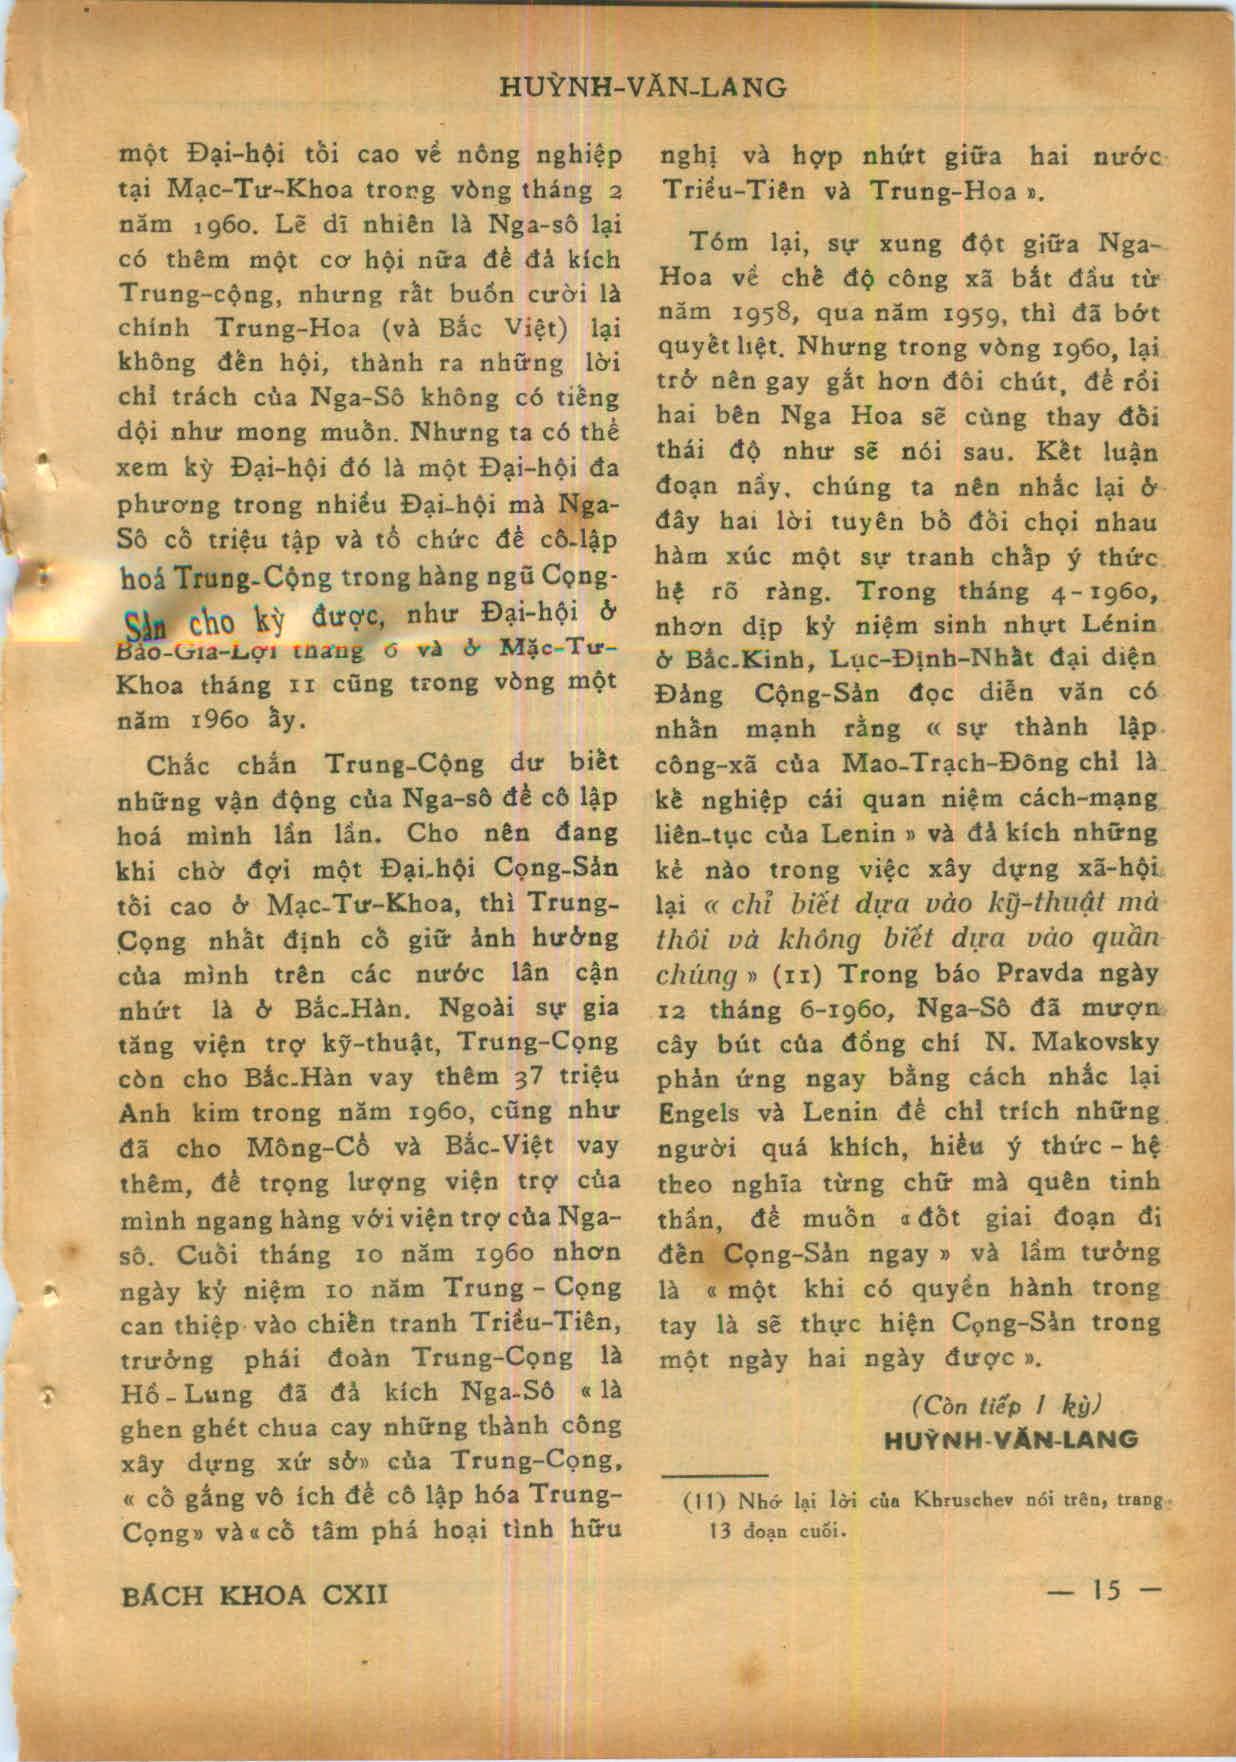 HUỲNH-VĂN-LANG
một Đại-hội tối cao về nông nghiệp
tại Mạc-Tư-Khoa trong vòng tháng 2
năm 1960. Lẽ dĩ nhiên là Nga-sô lại
có thêm một cơ hội nữa để đả kích
Trung-cộng, nhưng rất buồn cười là
chính Trung-Hoa (và Bắc Việt) lại
không đến hội, thành ra những lời
chỉ trách của Nga-Sô không có tiếng
dội như mong muốn. Nhưng ta có thể
xem kỳ Đại-hội đó là một Đại-hội đa
phương trong nhiều Đại-hội mà Nga-
Sô cố triệu tập và tổ chức để cô-lập
hoá Trung-Cộng trong hàng ngũ Cọng-
Sản cho kỳ được, như Đại-hội ở
Bảo-Gia-Lợi tháng 6 và ở Mặc-Tư-
Khoa tháng 11 cũng trong vòng một
năm 1960 ấy.
Chắc chắn Trung-Cộng dư biết
những vận động của Nga-sô để cô lập
hoá mình lần lần. Cho nên đang
khi chờ đợi một Đại-hội Cọng-Sản
tối cao ở Mạc-Tư-Khoa, thì Trung-
Cọng nhất định cố giữ ảnh hưởng
của mình trên các nước lân cận
nhứt là ở Bắc-Hàn. Ngoài sự gia
tăng viện trợ kỹ-thuật, Trung-Cọng
còn cho Bắc-Hàn vay thêm 37 triệu
Anh kim trong năm 1960, cũng như
đã cho Mông-Cổ và Bắc-Việt vay
thêm, để trọng lượng viện trợ của
mình ngang hàng với viện trợ của Nga-
sô. Cuối tháng 10 năm 1960 nhơn
ngày kỷ niệm 10 năm Trung - Cọng
can thiệp vào chiến tranh Triều-Tiên,
trưởng phái đoàn Trung-Cọng là
Hồ-Lung đã đả kích Nga-Sô « là
ghen ghét chua cay những thành công
xây dựng xứ sở» của Trung-Cọng,
« cố gắng vô ích để cô lập hóa Trung-
Cọng» và « cố tâm phá hoại tình hữu
nghị và hợp nhứt giữa hai nước
Triều-Tiên và Trung-Hoa ».
Tóm lại, sự xung đột giữa Nga-
Hoa về chế độ công xã bắt đầu từ
năm 1958, qua năm 1959, thì đã bớt
quyết liệt. Nhưng trong vòng 1960, lại
trở nên gay gắt hơn đôi chút, để rồi
hai bên Nga Hoa sẽ cùng thay đổi
thái độ như sẽ nói sau. Kết luận
đoạn nầy, chúng ta nên nhắc lại ở
đây hai lời tuyên bố đối chọi nhau
hàm xúc một sự tranh chấp ý thức
hệ rõ ràng. Trong tháng 4-1960,
nhơn dịp kỷ niệm sinh nhựt Lénin
ở Bắc-Kinh, Lục-Định-Nhất đại diện
Đảng Cộng-Sản đọc diễn văn có
nhấn mạnh rằng « sự thành lập
công-xã của Mao-Trạch-Đông chỉ là
kế nghiệp cái quan niệm cách-mạng
liên-tục của Lenin » và đả kích những
kẻ nào trong việc xây dựng xã-hội
lại « chỉ biết dựa vào kỹ-thuật mà
thôi và không biết dựa vào quần
chúng » (11) Trong báo Pravda ngày
12 tháng 6-1960, Nga-Sô đã mượn
cây bút của đồng chí N. Makovsky
phản ứng ngay bằng cách nhắc lại
Engels và Lenin để chỉ trích những
người quá khích, hiểu ý thức - hệ
theo nghĩa từng chữ mà quên tinh
thần, để muốn « đốt giai đoạn đi
đến Cọng-Sản ngay » và lầm tưởng
là « một khi có quyền hành trong
tay là sẽ thực hiện Cọng-Sản trong
một ngày hai ngày được ».
(Còn tiếp 1 kỳ)
HUỲNH-VĂN-LANG
(11) Nhớ lại lời của Khruschev nói trên, trang
13 đoạn cuối.
BÁCH KHOA CXII
— 15 —